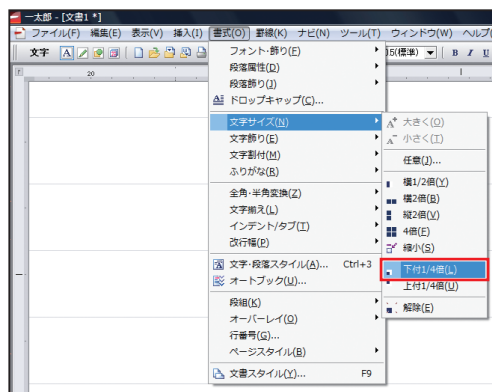 一太郎 - [文書1 *]
ファイル(F) 編集(E) 表示(V) 挿入(I) 書式(O) 罫線(K) ナビ(N) ツール(T) ウィンドウ(W) ヘルプ(
文字
(標準)
B I U
20
フォント・飾り(F)
段落属性(D)
段落飾り(J)
ドロップキャップ(C)...
文字サイズ(N)
文字飾り(E)
文字割付(M)
ふりがな(R)
全角・半角変換(Z)
文字揃え(L)
インデント/タブ(T)
改行幅(P)
文字・段落スタイル(A)... Ctrl+3
オートブック(U)...
段組(K)
オーバーレイ(O)
行番号(G)...
ページスタイル(B)
文書スタイル(Y)... F9
大きく(O)
小さく(T)
任意(J)...
横1/2倍(Y)
横2倍(B)
縦2倍(V)
4倍(F)
縮小(S)
下付1/4倍(L)
上付1/4倍(U)
解除(E)